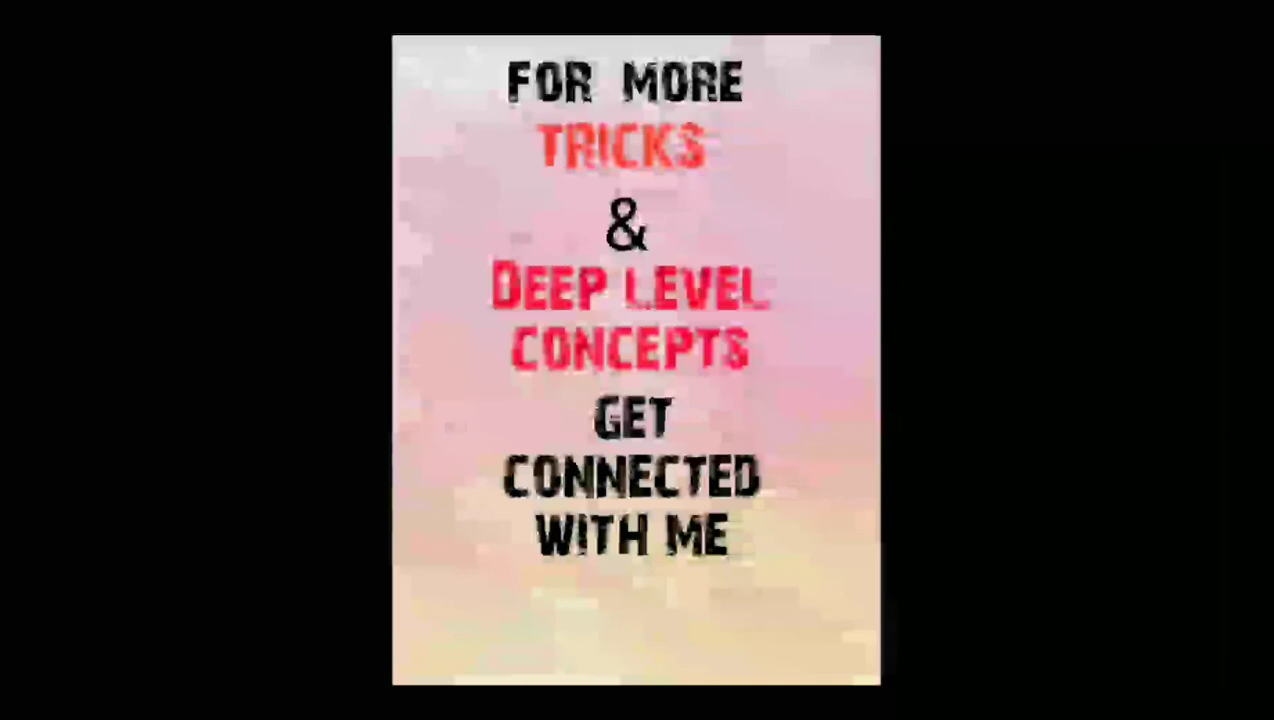 FOR MORE
TRICKS
&
DEEP LEVEL
CONCEPTS
GET
CONNECTED
WITH ME